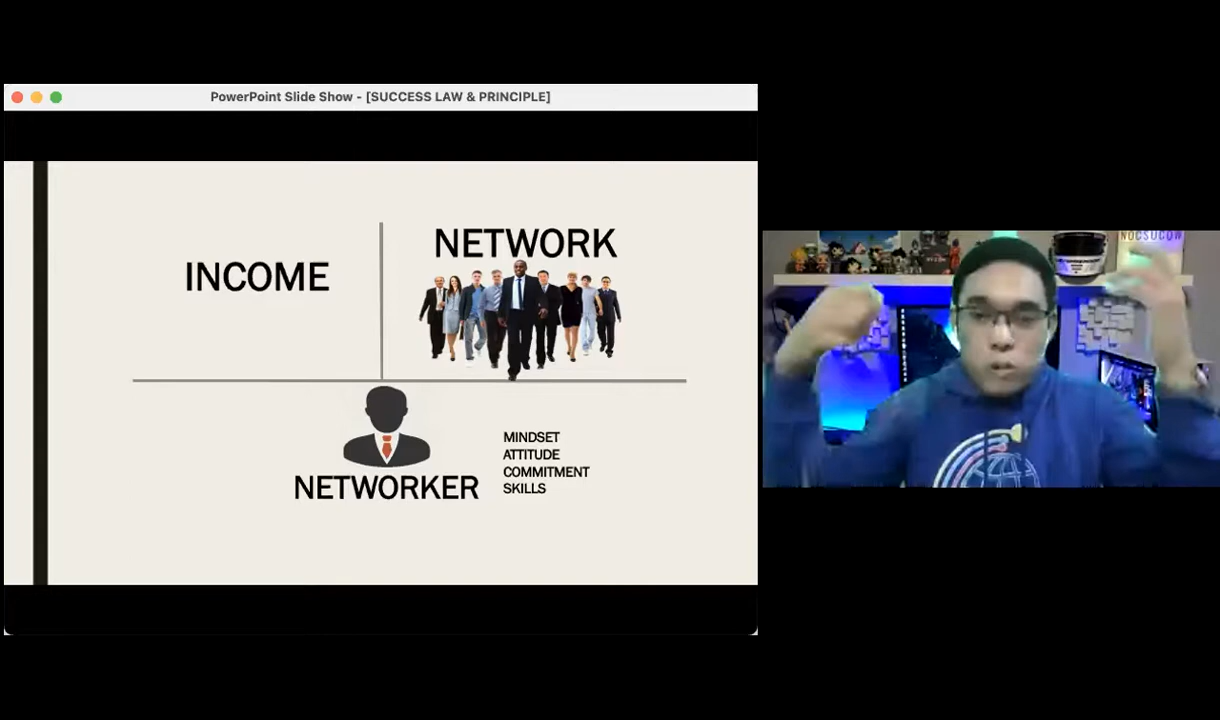 PowerPoint Slide Show - [SUCCESS LAW & PRINCIPLE]
INCOME
NETWORK
NETWORKER
MINDSET
ATTITUDE
COMMITMENT
SKILLS